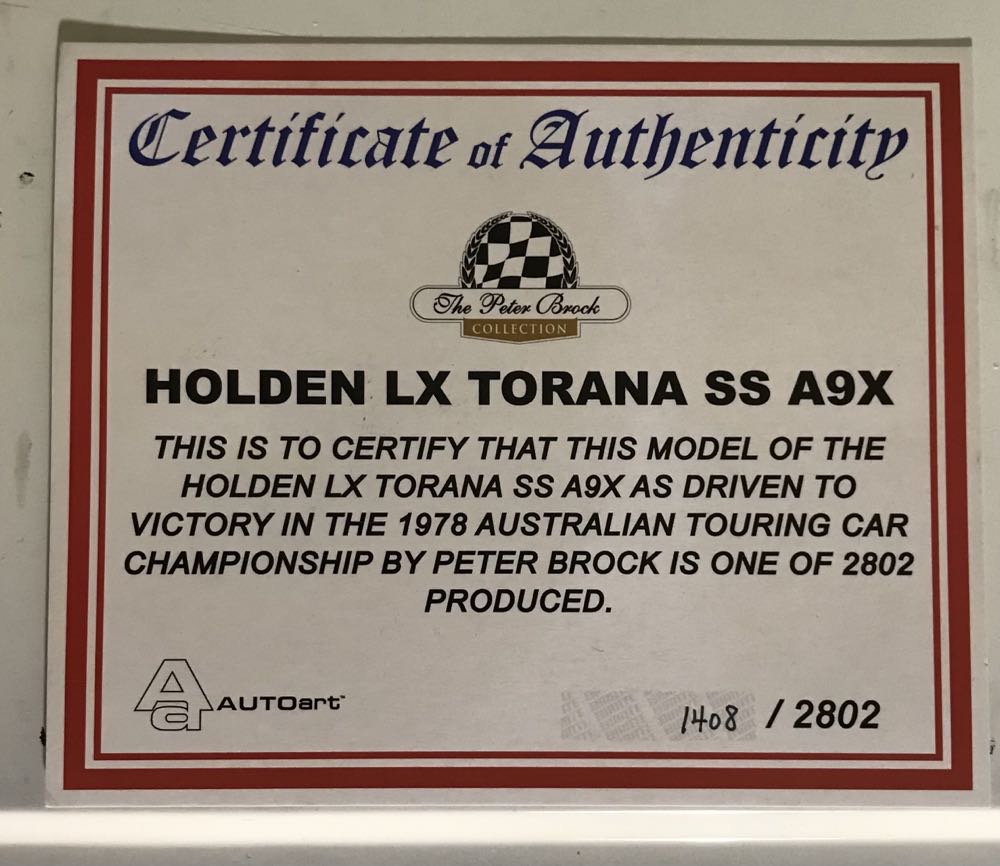 Certificate of Authenticity
The Peter Brock
COLLECTION
HOLDEN LX TORANA SS A9X
THIS IS TO CERTIFY THAT THIS MODEL OF THE
HOLDEN LX TORANA SS A9X AS DRIVEN TO
VICTORY IN THE 1978 AUSTRALIAN TOURING CAR
CHAMPIONSHIP BY PETER BROCK IS ONE OF 2802
PRODUCED.
Aa AUTOart™
1408 / 2802